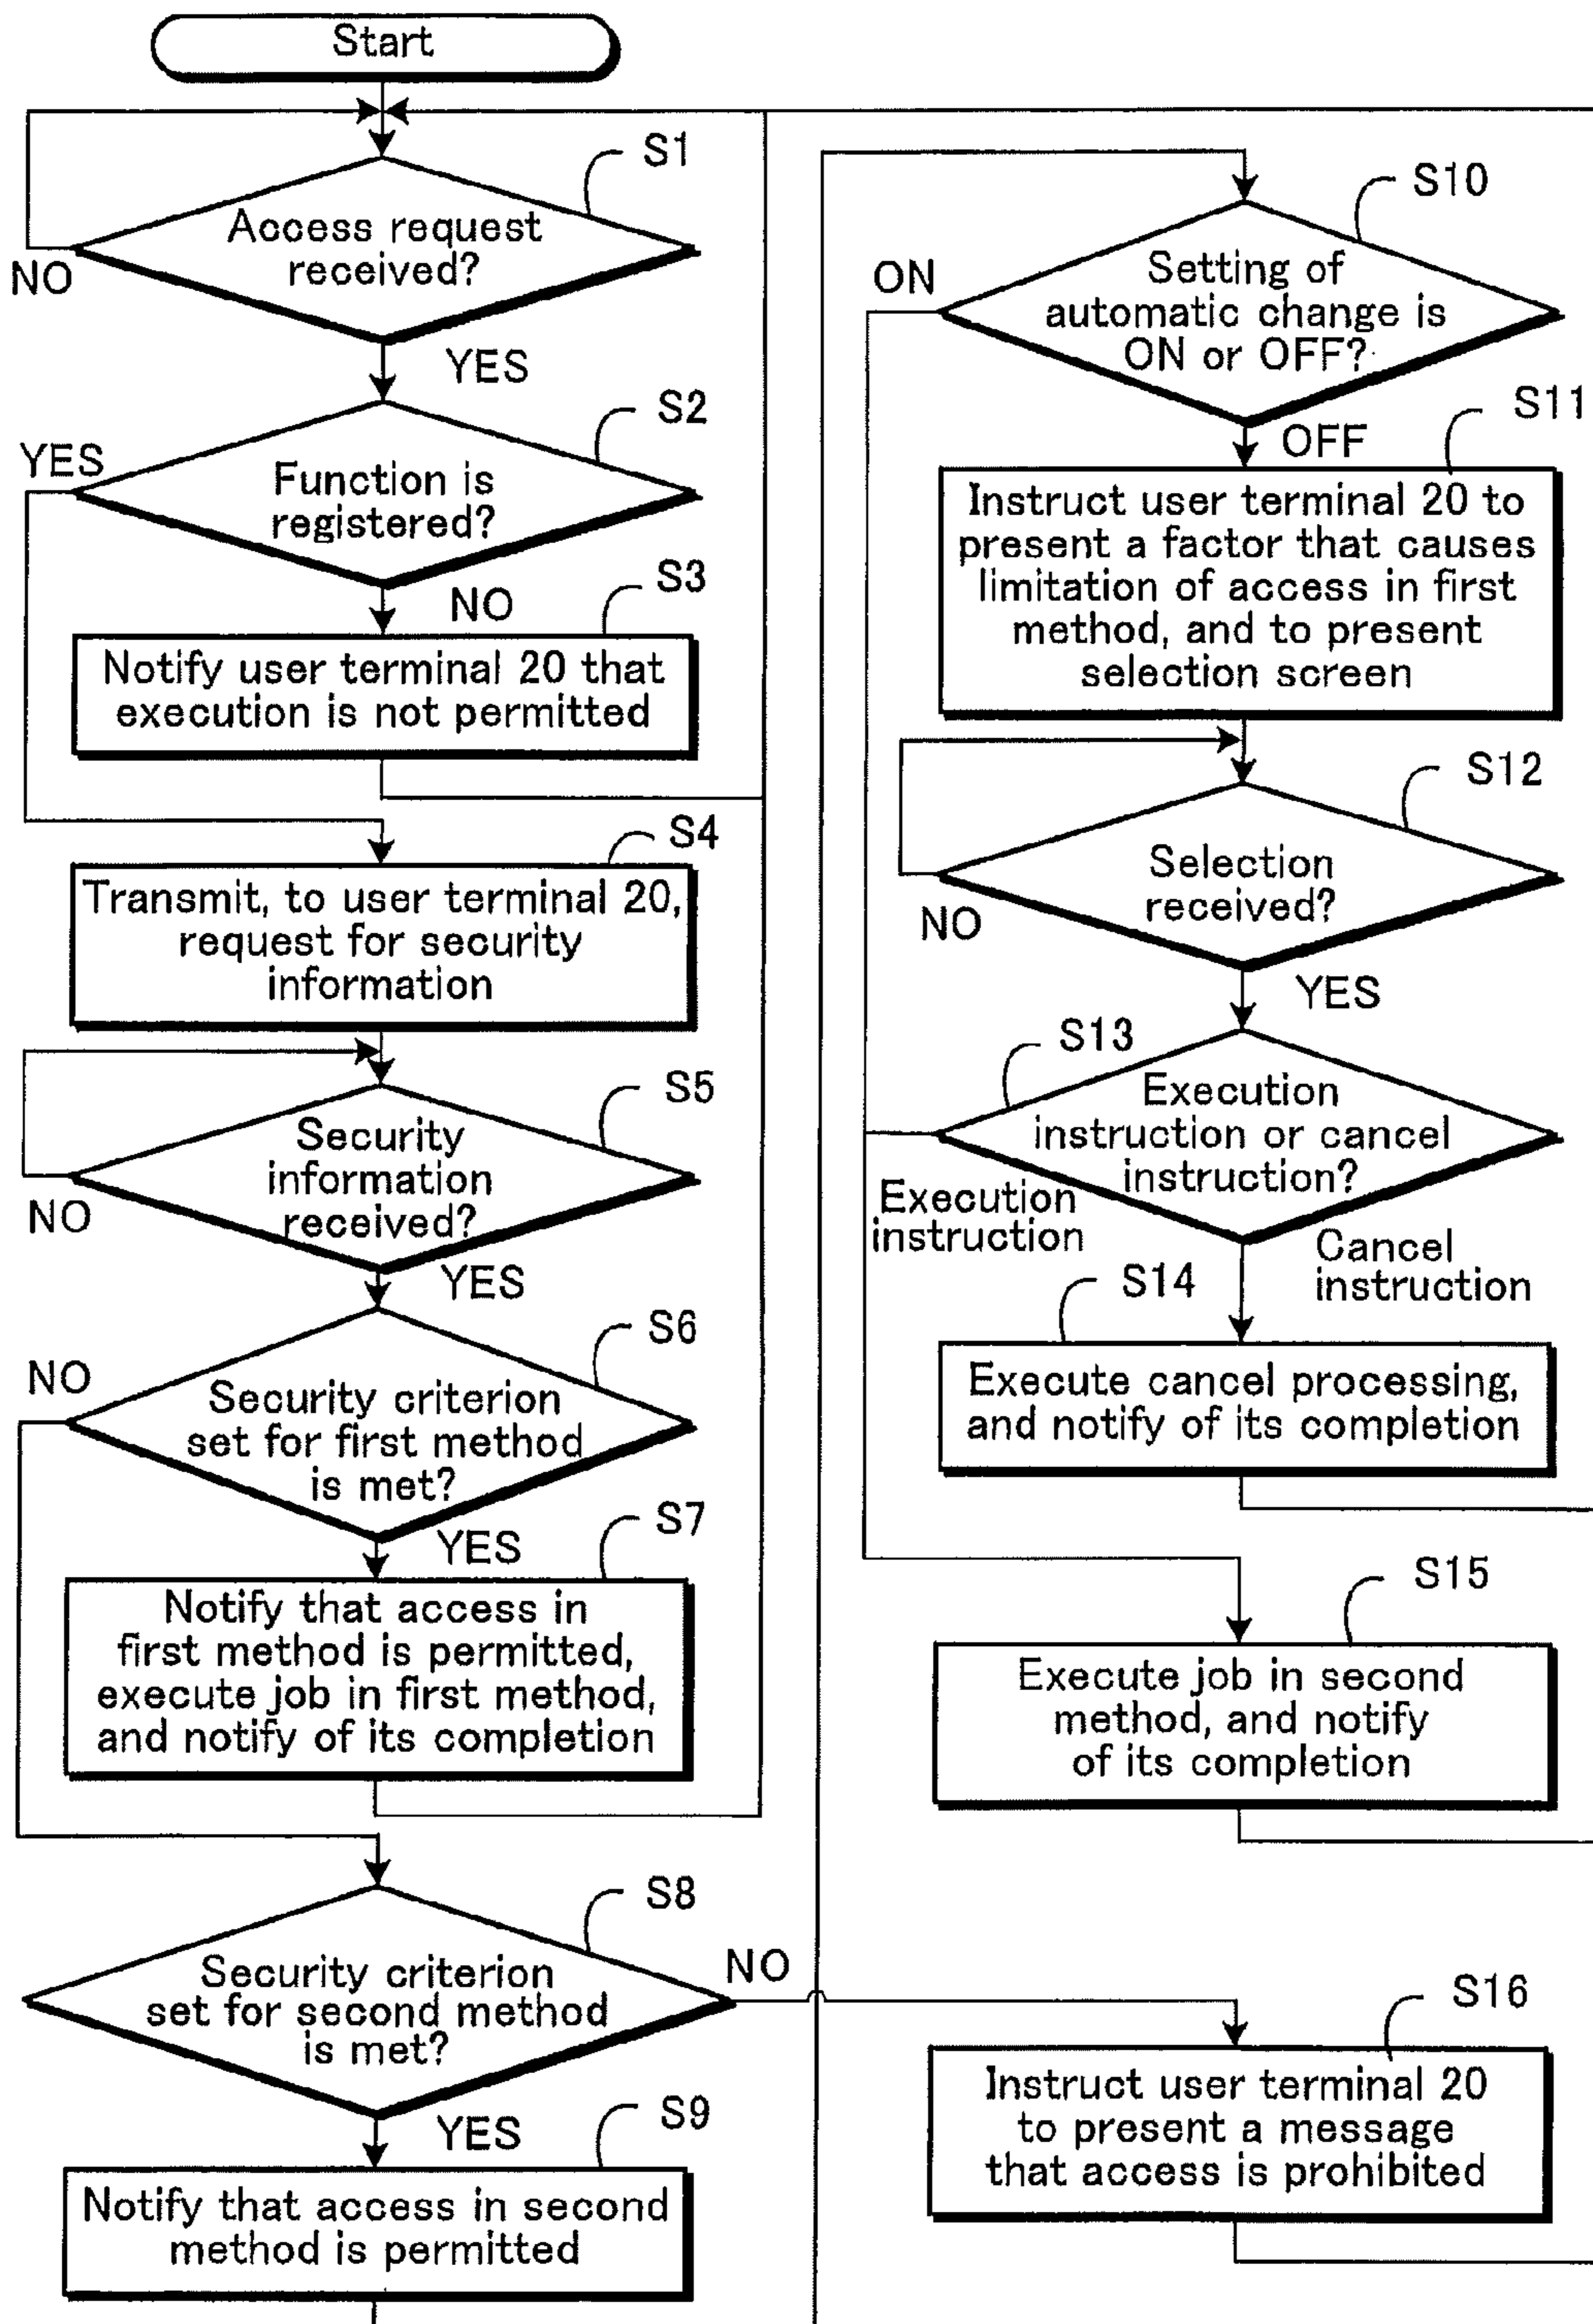 Start
S1
Access request
received?
NO
YES
S2
YES
Function is
registered?
S3
NO
Notify user terminal 20 that
execution is not permitted
S4
Transmit, to user terminal 20,
request for security
information
S5
Security
information
received?
NO
YES
S6
NO
Security criterion
set for first method
is met?
S7
YES
Notify that access in
first method is permitted,
execute job in first method,
and notify of its completion
S8
NO
Security criterion
set for second method
is met?
S9
YES
Notify that access in second
method is permitted
S10
ON
Setting of
automatic change is
ON or OFF?
S11
OFF
Instruct user terminal 20 to
present a factor that causes
limitation of access in first
method, and to present
selection screen
S12
Selection
received?
NO
YES
S13
Execution
instruction or cancel
instruction?
Execution
instruction
Cancel
instruction
S14
Execute cancel processing,
and notify of its completion
S15
Execute job in second
method, and notify
of its completion
S16
Instruct user terminal 20
to present a message
that access is prohibited